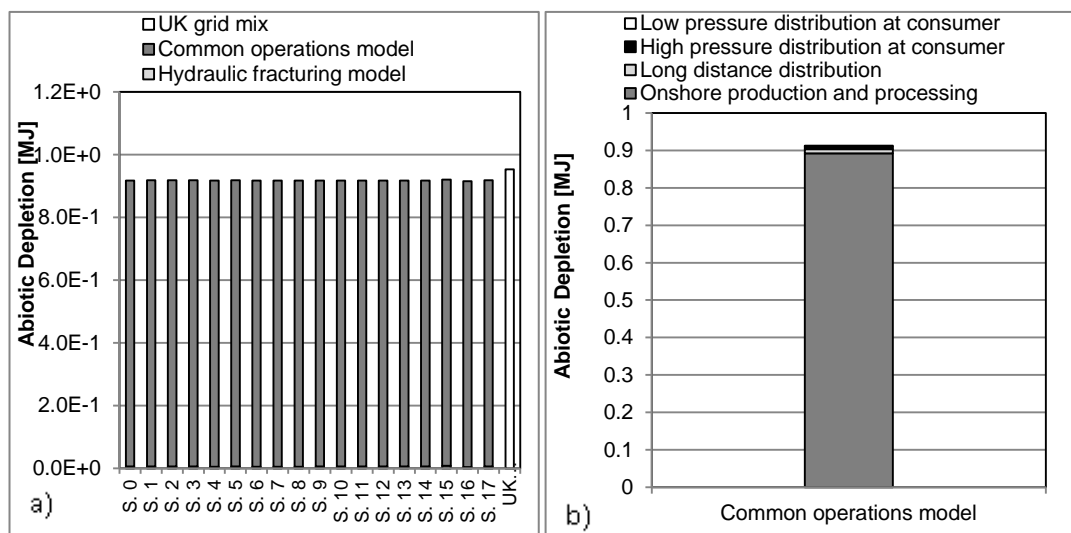 UK grid mix
Common operations model
Hydraulic fracturing model
Abiotic Depletion [MJ]
1.2E+0
1.0E+0
8.0E-1
6.0E-1
4.0E-1
2.0E-1
0.0E+0
S. 0
S. 1
S. 2
S. 3
S. 4
S. 5
S. 6
S. 7
S. 8
S. 9
S. 10
S. 11
S. 12
S. 13
S. 14
S. 15
S. 16
S. 17
UK...
a)
Low pressure distribution at consumer
High pressure distribution at consumer
Long distance distribution
Onshore production and processing
Abiotic Depletion [MJ]
1
0.9
0.8
0.7
0.6
0.5
0.4
0.3
0.2
0.1
0
Common operations model
b)